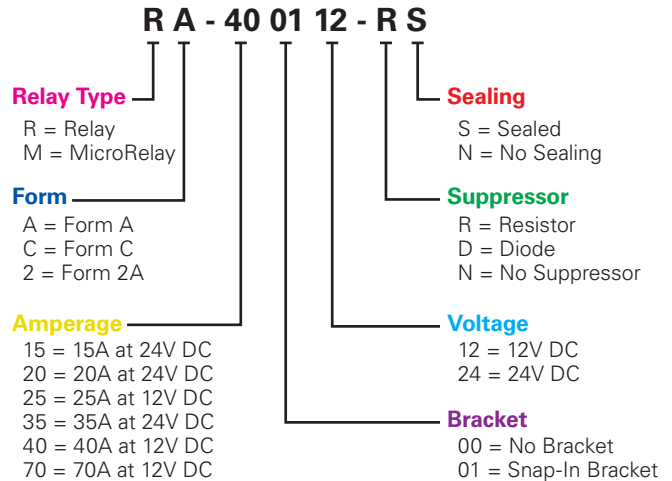 R A - 40 01 12 - R S
Relay Type
R = Relay
M = MicroRelay
Form
A = Form A
C = Form C
2 = Form 2A
Amperage
15 = 15A at 24V DC
20 = 20A at 24V DC
25 = 25A at 12V DC
35 = 35A at 24V DC
40 = 40A at 12V DC
70 = 70A at 12V DC
Sealing
S = Sealed
N = No Sealing
Suppressor
R = Resistor
D = Diode
N = No Suppressor
Voltage
12 = 12V DC
24 = 24V DC
Bracket
00 = No Bracket
01 = Snap-In Bracket